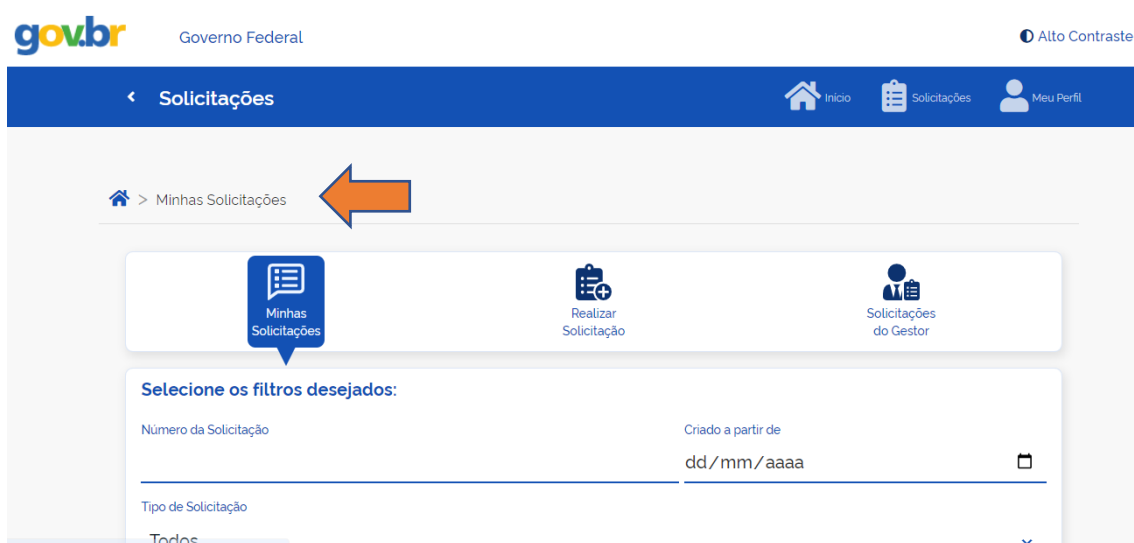 gov.br
Governo Federal
Alto Contraste
Solicitações
Início
Solicitações
Meu Perfil
> Minhas Solicitações
Minhas
Solicitações
Realizar
Solicitação
Solicitações
do Gestor
Selecione os filtros desejados:
Número da Solicitação
Criado a partir de
dd/mm/aaaa
Tipo de Solicitação
Todos